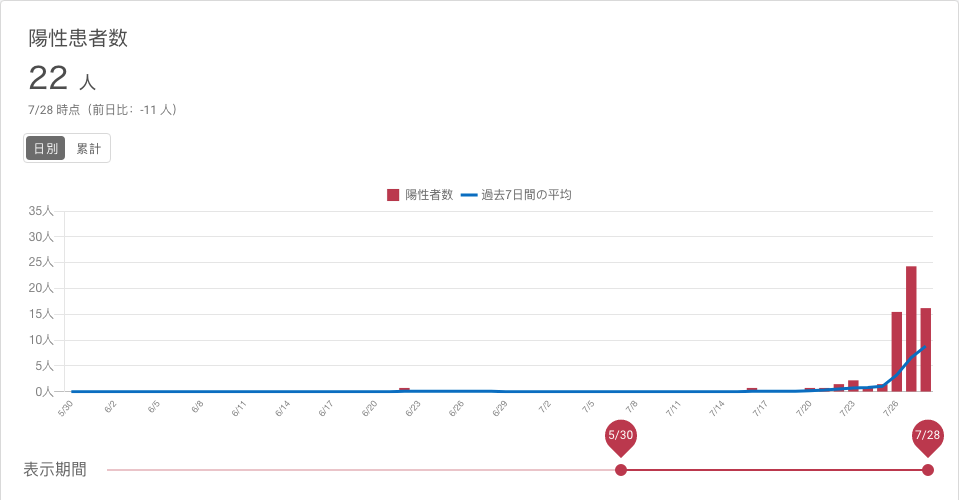 陽性患者数
22 人
7/28 時点（前日比： -11 人）
日別 累計
陽性者数 過去7日間の平均
35人
30人
25人
20人
15人
10人
5人
0人
5/30 6/2 6/5 6/8 6/11 6/14 6/17 6/20 6/23 6/26 6/29 7/2 7/5 7/8 7/11 7/14 7/17 7/20 7/23 7/26
5/30 7/28
表示期間